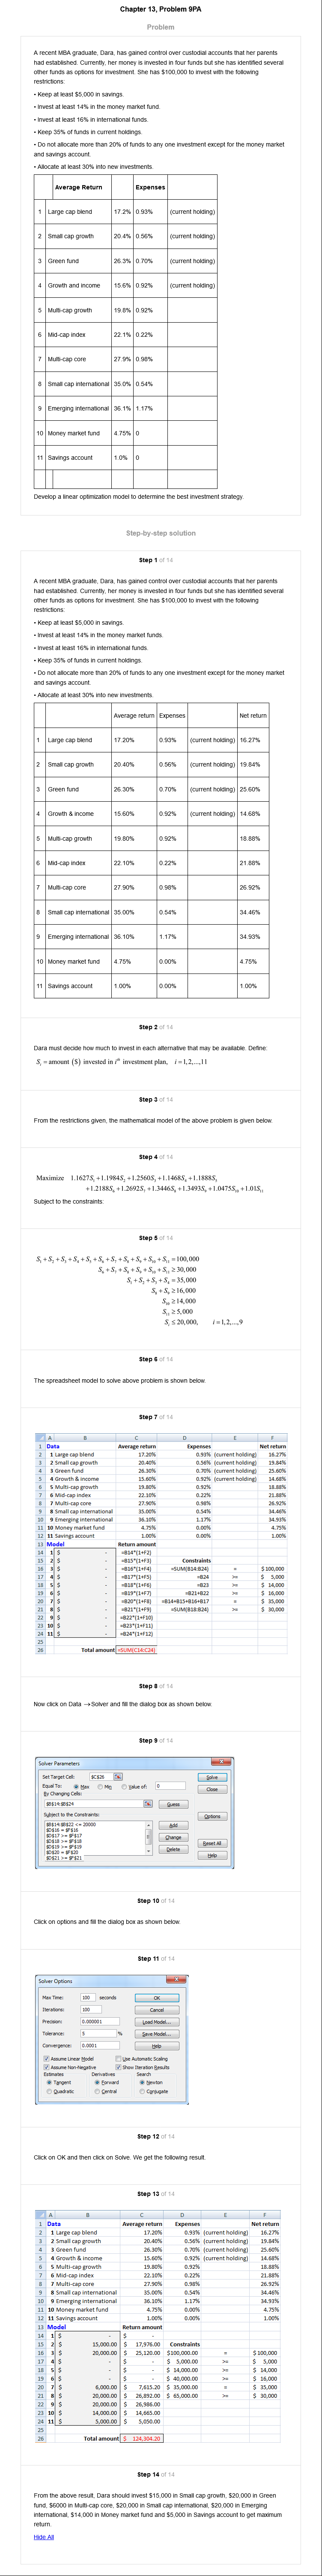 Chapter 13, Problem 9PA
Problem
A recent MBA graduate, Dara, has gained control over custodial accounts that her parents
had established. Currently, her money is invested in four funds but she has identified several
other funds as options for investment. She has $100,000 to invest with the following
restrictions:
• Keep at least $5,000 in savings.
• Invest at least 14% in the money market fund.
• Invest at least 16% in international funds.
• Keep 35% of funds in current holdings.
• Do not allocate more than 20% of funds to any one investment except for the money market
and savings account.
• Allocate at least 30% into new investments.
Average Return Expenses
1 Large cap blend 17.2% 0.93% (current holding)
2 Small cap growth 20.4% 0.56% (current holding)
3 Green fund 26.3% 0.70% (current holding)
4 Growth and income 15.6% 0.92% (current holding)
5 Multi-cap growth 19.8% 0.92%
6 Mid-cap index 22.1% 0.22%
7 Multi-cap core 27.9% 0.98%
8 Small cap international 35.0% 0.54%
9 Emerging international 36.1% 1.17%
10 Money market fund 4.75% 0
11 Savings account 1.0% 0
Develop a linear optimization model to determine the best investment strategy.
Step-by-step solution
Step 1 of 14
A recent MBA graduate, Dara, has gained control over custodial accounts that her parents
had established. Currently, her money is invested in four funds but she has identified several
other funds as options for investment. She has $100,000 to invest with the following
restrictions:
• Keep at least $5,000 in savings.
• Invest at least 14% in the money market funds.
• Invest at least 16% in international funds.
• Keep 35% of funds in current holdings.
• Do not allocate more than 20% of funds to any one investment except for the money market
and savings account.
• Allocate at least 30% into new investments.
Average return Expenses Net return
1 Large cap blend 17.20% 0.93% (current holding) 16.27%
2 Small cap growth 20.40% 0.56% (current holding) 19.84%
3 Green fund 26.30% 0.70% (current holding) 25.60%
4 Growth & income 15.60% 0.92% (current holding) 14.68%
5 Multi-cap growth 19.80% 0.92% 18.88%
6 Mid-cap index 22.10% 0.22% 21.88%
7 Multi-cap core 27.90% 0.98% 26.92%
8 Small cap international 35.00% 0.54% 34.46%
9 Emerging international 36.10% 1.17% 34.93%
10 Money market fund 4.75% 0.00% 4.75%
11 Savings account 1.00% 0.00% 1.00%
Step 2 of 14
Dara must decide how much to invest in each alternative that may be available. Define:
Sᵢ = amount ($) invested in iᵗʰ investment plan, i = 1, 2,...,11
Step 3 of 14
From the restrictions given, the mathematical model of the above problem is given below.
Step 4 of 14
Maximize 1.1627S₁ +1.1984S₂ +1.2560S₃ +1.1468S₄ +1.1888S₅
+1.2188S₆ +1.2692S₇ +1.3446S₈ +1.3493S₉ +1.0475S₁₀ +1.01S₁₁
Subject to the constraints:
Step 5 of 14
S₁ + S₂ + S₃ + S₄ + S₅ + S₆ + S₇ + S₈ + S₉ + S₁₀ + S₁₁ = 100,000
S₆ + S₇ + S₈ + S₉ + S₁₀ + S₁₁ ≥ 30,000
S₁ + S₂ + S₃ + S₄ = 35,000
S₈ + S₉ ≥ 16,000
S₁₀ ≥ 14,000
S₁₁ ≥ 5,000
Sᵢ ≤ 20,000, i = 1, 2,...,9
Step 6 of 14
The spreadsheet model to solve above problem is shown below.
Step 7 of 14
A B C D E F
1 Data Average return Expenses Net return
2 1 Large cap blend 17.20% 0.93% (current holding) 16.27%
3 2 Small cap growth 20.40% 0.56% (current holding) 19.84%
4 3 Green fund 26.30% 0.70% (current holding) 25.60%
5 4 Growth & income 15.60% 0.92% (current holding) 14.68%
6 5 Multi-cap growth 19.80% 0.92% 18.88%
7 6 Mid-cap index 22.10% 0.22% 21.88%
8 7 Multi-cap core 27.90% 0.98% 26.92%
9 8 Small cap international 35.00% 0.54% 34.46%
10 9 Emerging international 36.10% 1.17% 34.93%
11 10 Money market fund 4.75% 0.00% 4.75%
12 11 Savings account 1.00% 0.00% 1.00%
13 Model Return amount
14 1 $ - =B14*(1+F2)
15 2 $ - =B15*(1+F3) Constraints
16 3 $ - =B16*(1+F4) =SUM(B14:B24) = $ 100,000
17 4 $ - =B17*(1+F5) =B24 >= $ 5,000
18 5 $ - =B18*(1+F6) =B23 >= $ 14,000
19 6 $ - =B19*(1+F7) =B21+B22 >= $ 16,000
20 7 $ - =B20*(1+F8) =B14+B15+B16+B17 = $ 35,000
21 8 $ - =B21*(1+F9) =SUM(B18:B24) >= $ 30,000
22 9 $ - =B22*(1+F10)
23 10 $ - =B23*(1+F11)
24 11 $ - =B24*(1+F12)
25
26 Total amount =SUM(C14:C24)
Step 8 of 14
Now click on Data → Solver and fill the dialog box as shown below.
Step 9 of 14
Solver Parameters
Set Target Cell: $C$26 Solve
Equal To: Max Min Value of: 0 Close
By Changing Cells:
$B$14:$B$24 Guess
Subject to the Constraints: Options
$B$14:$B$22 <= 20000 Add
$D$16 = $F$16
$D$17 >= $F$17 Change
$D$18 >= $F$18
$D$19 >= $F$19 Reset All
$D$20 = $F$20 Delete
$D$21 >= $F$21 Help
Step 10 of 14
Click on options and fill the dialog box as shown below.
Step 11 of 14
Solver Options
Max Time: 100 seconds OK
Iterations: 100 Cancel
Precision: 0.000001 Load Model...
Tolerance: 5 % Save Model...
Convergence: 0.0001 Help
Assume Linear Model Use Automatic Scaling
Assume Non-Negative Show Iteration Results
Estimates Derivatives Search
Tangent Forward Newton
Quadratic Central Conjugate
Step 12 of 14
Click on OK and then click on Solve. We get the following result.
Step 13 of 14
A B C D E F
1 Data Average return Expenses Net return
2 1 Large cap blend 17.20% 0.93% (current holding) 16.27%
3 2 Small cap growth 20.40% 0.56% (current holding) 19.84%
4 3 Green fund 26.30% 0.70% (current holding) 25.60%
5 4 Growth & income 15.60% 0.92% (current holding) 14.68%
6 5 Multi-cap growth 19.80% 0.92% 18.88%
7 6 Mid-cap index 22.10% 0.22% 21.88%
8 7 Multi-cap core 27.90% 0.98% 26.92%
9 8 Small cap international 35.00% 0.54% 34.46%
10 9 Emerging international 36.10% 1.17% 34.93%
11 10 Money market fund 4.75% 0.00% 4.75%
12 11 Savings account 1.00% 0.00% 1.00%
13 Model Return amount
14 1 $ - $ -
15 2 $ 15,000.00 $ 17,976.00 Constraints
16 3 $ 20,000.00 $ 25,120.00 $100,000.00 = $ 100,000
17 4 $ - $ - $ 5,000.00 >= $ 5,000
18 5 $ - $ - $ 14,000.00 >= $ 14,000
19 6 $ - $ - $ 40,000.00 >= $ 16,000
20 7 $ 6,000.00 $ 7,615.20 $ 35,000.00 = $ 35,000
21 8 $ 20,000.00 $ 26,892.00 $ 65,000.00 >= $ 30,000
22 9 $ 20,000.00 $ 26,986.00
23 10 $ 14,000.00 $ 14,665.00
24 11 $ 5,000.00 $ 5,050.00
25
26 Total amount $ 124,304.20
Step 14 of 14
From the above result, Dara should invest $15,000 in Small cap growth, $20,000 in Green
fund, $6000 in Multi-cap core, $20,000 in Small cap international, $20,000 in Emerging
international, $14,000 in Money market fund and $5,000 in Savings account to get maximum
return.
Hide All